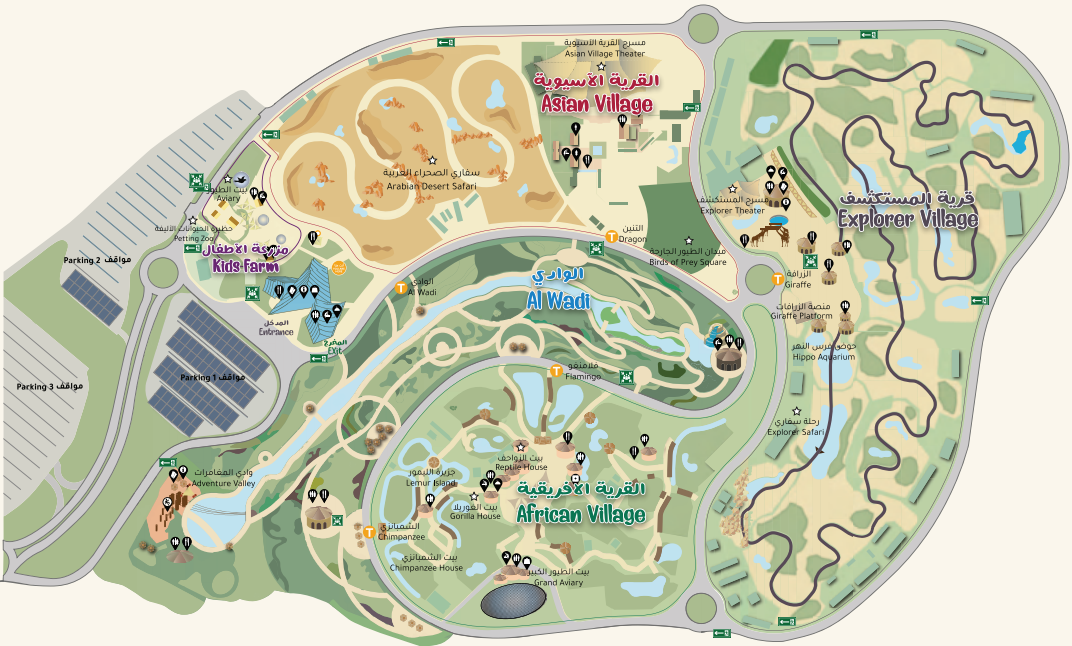 مسرح القرية الآسيوية
Asian Village Theater
القرية الآسيوية
Asian Village
سفاري الصحراء العربية
Arabian Desert Safari
بيت الطيور
Aviary
حظيرة الحيوانات الأليفة
Petting Zoo
مزرعة الأطفال
Kids Farm
المدخل
Entrance
المخرج
Exit
مواقف Parking 2
مواقف Parking 1
مواقف Parking 3
التنين
Dragon
ميدان الطيور الجارحة
Birds of Prey Square
مسرح المستكشف
Explorer Theater
قرية المستكشف
Explorer Village
T
الزرافة
Giraffe
منصة الزرافات
Giraffe Platform
حوض فرس النهر
Hippo Aquarium
رحلة سفاري
Explorer Safari
T
الوادي
Al Wadi
الوادي
Al Wadi
T
فلامنغو
Flamingo
T
وادي المغامرات
Adventure Valley
بيت الزواحف
Reptile House
جزيرة الليمور
Lemur Island
بيت الغوريلا
Gorilla House
القرية الأفريقية
African Village
T
الشمبانزي
Chimpanzee
بيت الشمبانزي
Chimpanzee House
بيت الطيور الكبير
Grand Aviary